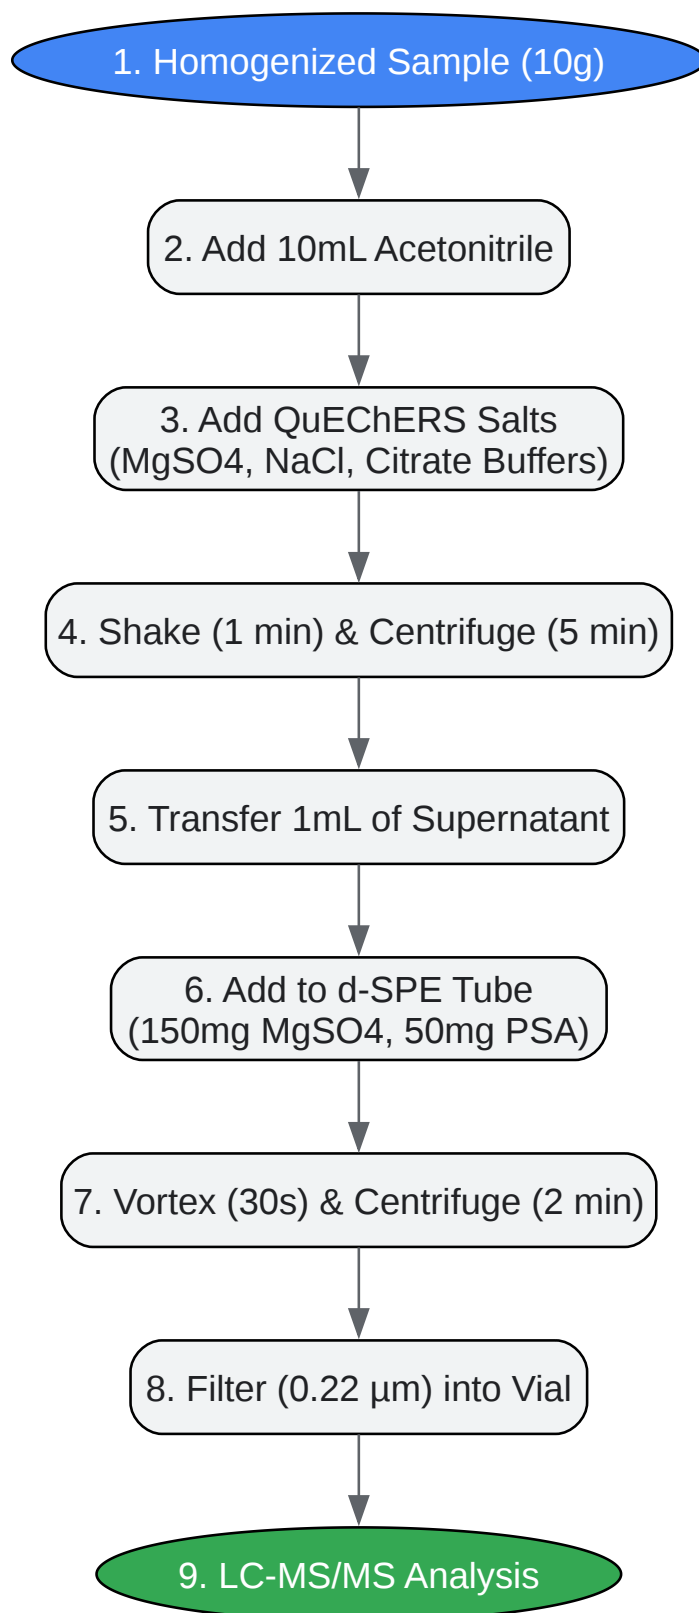 1. Homogenized Sample (10g)
2. Add 10mL Acetonitrile
3. Add QuEChERS Salts
(MgSO4, NaCl, Citrate Buffers)
4. Shake (1 min) & Centrifuge (5 min)
5. Transfer 1mL of Supernatant
6. Add to d-SPE Tube
(150mg MgSO4, 50mg PSA)
7. Vortex (30s) & Centrifuge (2 min)
8. Filter (0.22 µm) into Vial
9. LC-MS/MS Analysis